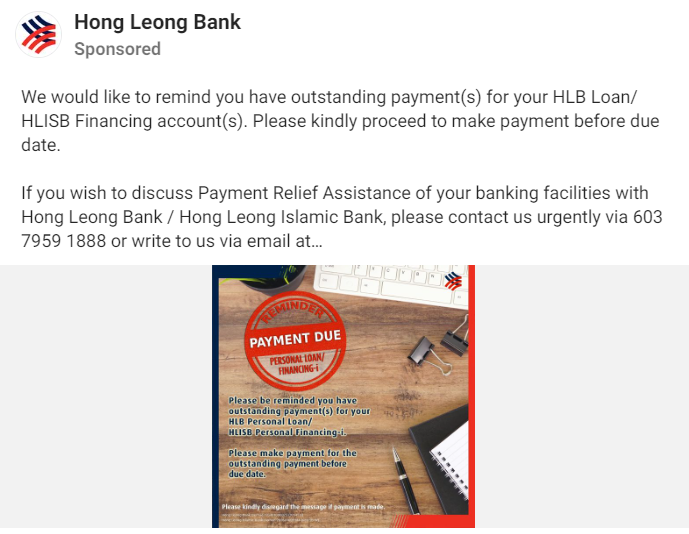 Hong Leong Bank
Sponsored
We would like to remind you have outstanding payment(s) for your HLB Loan/
HLISB Financing account(s). Please kindly proceed to make payment before due
date.
If you wish to discuss Payment Relief Assistance of your banking facilities with
Hong Leong Bank / Hong Leong Islamic Bank, please contact us urgently via 603
7959 1888 or write to us via email at...
REMINDER
PAYMENT DUE
PERSONAL LOAN/
FINANCING-i
Please be reminded you have
outstanding payment(s) for your
HLB Personal Loan/
HLISB Personal Financing-i.
Please make payment for the
outstanding payment before
due date.
Please kindly disregard the message if payment is made.